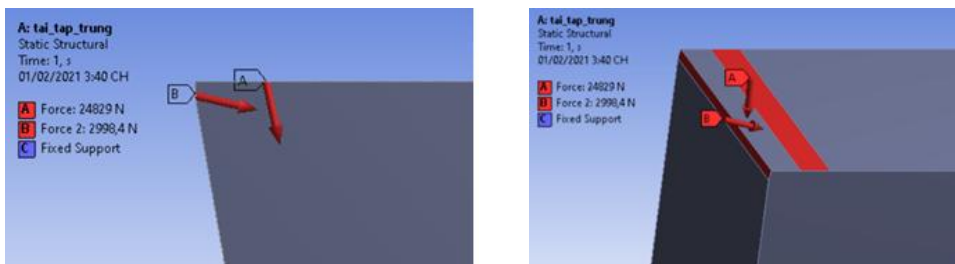 A: tai_tap_trung
Static Structural
Time: 1, s
01/02/2021 3:40 CH
A Force: 24829 N
B Force 2: 2998,4 N
C Fixed Support
A
B
A: tai_tap_trung
Static Structural
Time: 1, s
01/02/2021 3:40 CH
A Force: 24829 N
B Force 2: 2998,4 N
C Fixed Support
A
B